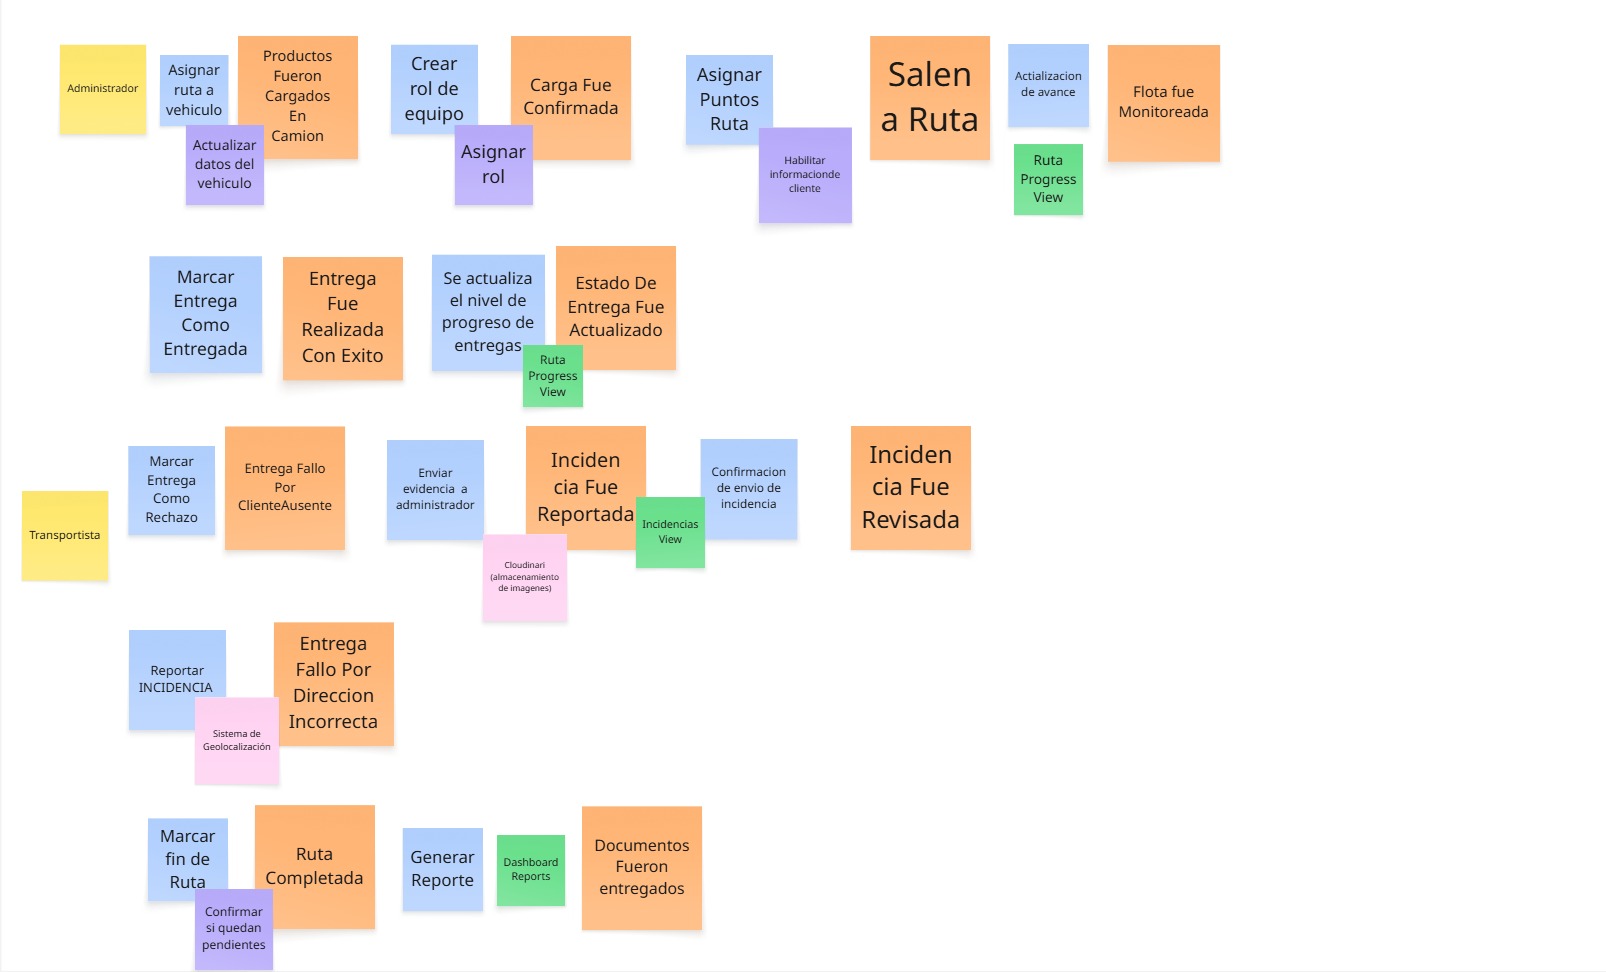 Administrador
Asignar
ruta a
vehiculo
Actualizar
datos del
vehiculo
Productos
Fueron
Cargados
En
Camion
Crear
rol de
equipo
Asignar
rol
Carga Fue
Confirmada
Asignar
Puntos
Ruta
Habilitar
informacionde
cliente
Salen
a Ruta
Actializacion
de avance
Ruta
Progress
View
Flota fue
Monitoreada
Marcar
Entrega
Como
Entregada
Entrega
Fue
Realizada
Con Exito
Se actualiza
el nivel de
progreso de
entregas
Ruta
Progress
View
Estado De
Entrega Fue
Actualizado
Transportista
Marcar
Entrega
Como
Rechazo
Entrega Fallo
Por
ClienteAusente
Enviar
evidencia a
administrador
Cloudinari
(almacenamiento
de imagenes)
Inciden
cia Fue
Reportada
Incidencias
View
Confirmacion
de envio de
incidencia
Inciden
cia Fue
Revisada
Reportar
INCIDENCIA
Sistema de
Geolocalización
Entrega
Fallo Por
Direccion
Incorrecta
Marcar
fin de
Ruta
Confirmar
si quedan
pendientes
Ruta
Completada
Generar
Reporte
Dashboard
Reports
Documentos
Fueron
entregados